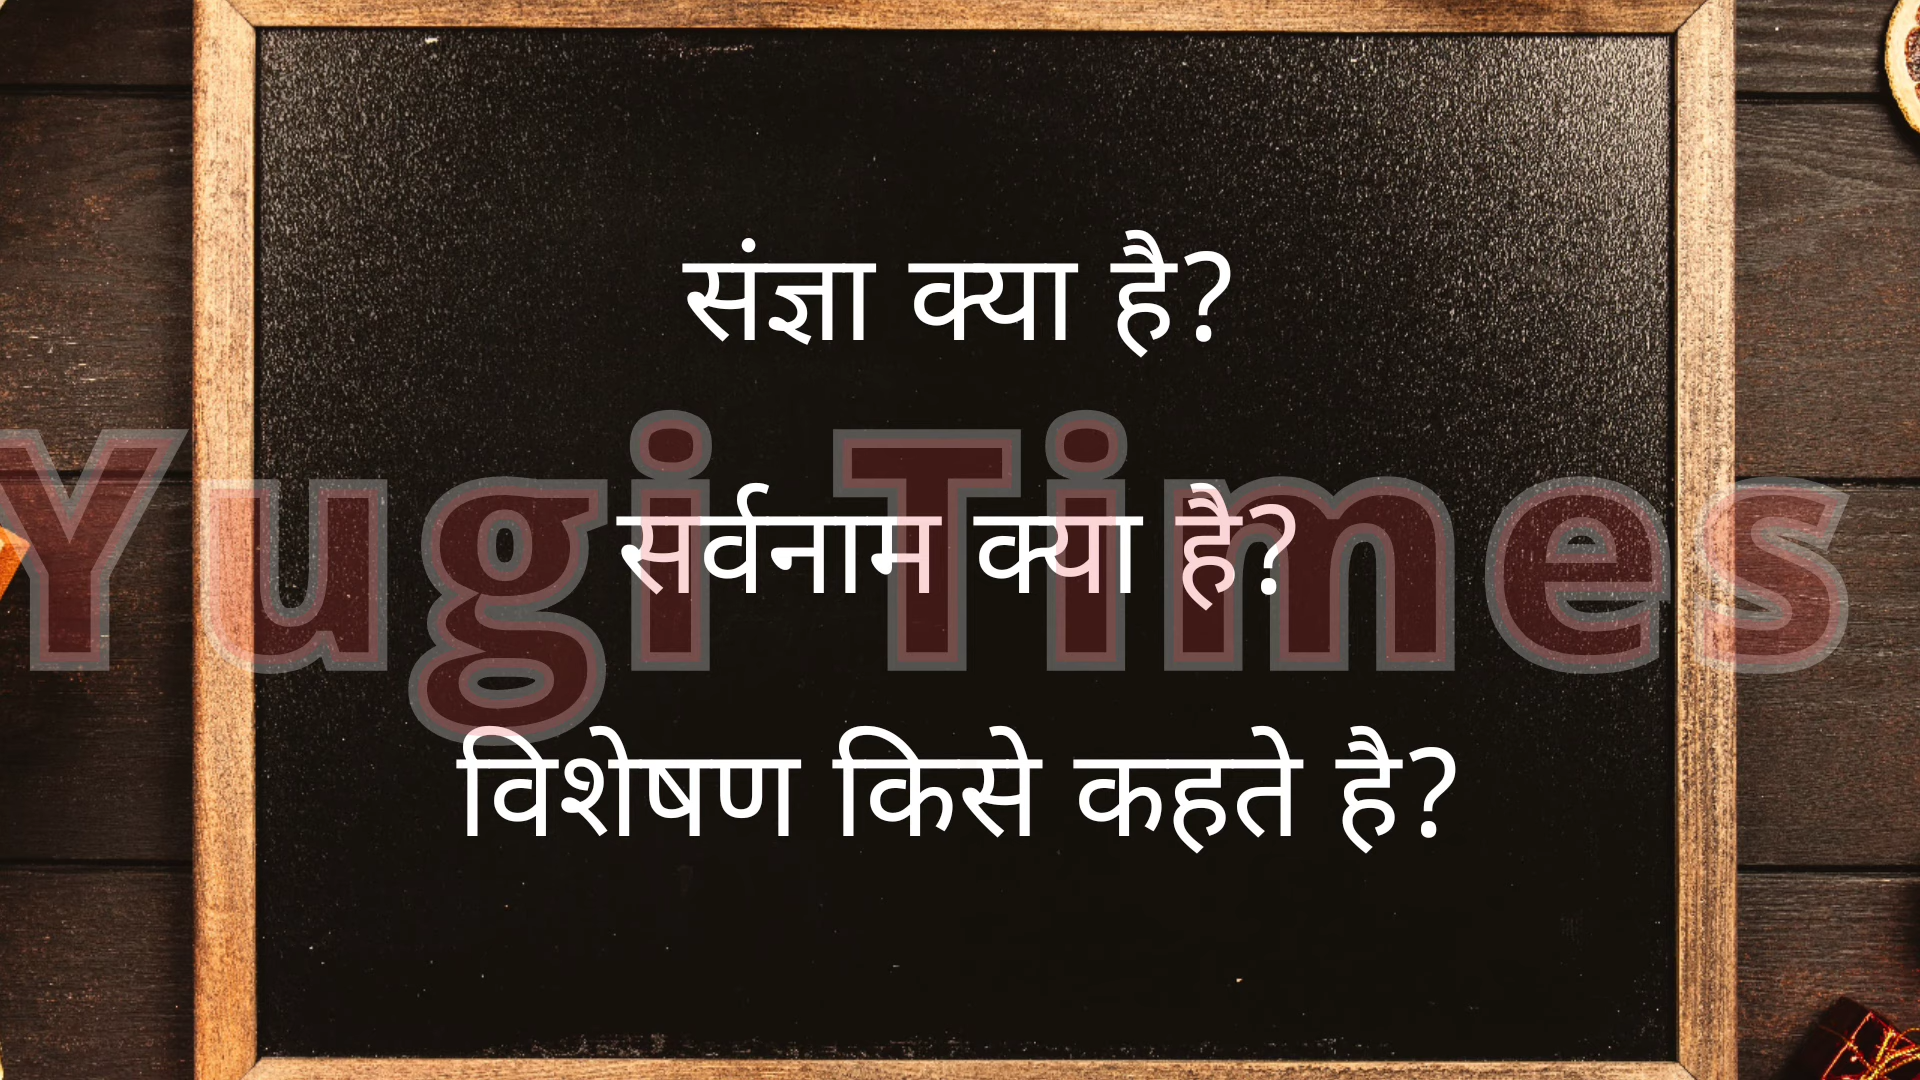 संज्ञा क्या है?
Yugi Times
सर्वनाम क्या है?
विशेषण किसे कहते है?